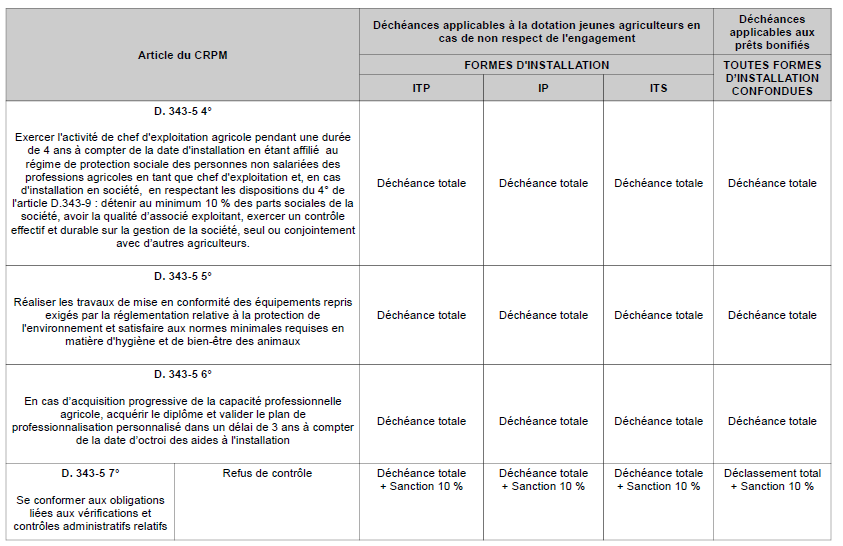 Article du CRPM
Déchéances applicables à la dotation jeunes agriculteurs en
cas de non respect de l'engagement
Déchéances
applicables aux
prêts bonifiés
FORMES D'INSTALLATION
TOUTES FORMES
D'INSTALLATION
CONFONDUES
ITP
IP
ITS
D. 343-5 4°
Exercer l'activité de chef d'exploitation agricole pendant une durée
de 4 ans à compter de la date d'installation en étant affilié au
régime de protection sociale des personnes non salariées des
professions agricoles en tant que chef d'exploitation et, en cas
d'installation en société, en respectant les dispositions du 4° de
l'article D.343-9 : détenir au minimum 10 % des parts sociales de la
société, avoir la qualité d'associé exploitant, exercer un contrôle
effectif et durable sur la gestion de la société, seul ou conjointement
avec d'autres agriculteurs.
Déchéance totale
Déchéance totale
Déchéance totale
Déchéance totale
D. 343-5 5°
Réaliser les travaux de mise en conformité des équipements repris
exigés par la réglementation relative à la protection de
l'environnement et satisfaire aux normes minimales requises en
matière d'hygiène et de bien-être des animaux
Déchéance totale
Déchéance totale
Déchéance totale
Déchéance totale
D. 343-5 6°
En cas d'acquisition progressive de la capacité professionnelle
agricole, acquérir le diplôme et valider le plan de
professionnalisation personnalisé dans un délai de 3 ans à compter
de la date d'octroi des aides à l'installation
Déchéance totale
Déchéance totale
Déchéance totale
Déchéance totale
D. 343-5 7°
Se conformer aux obligations
liées aux vérifications et
contrôles administratifs relatifs
Refus de contrôle
Déchéance totale
+ Sanction 10 %
Déchéance totale
+ Sanction 10 %
Déchéance totale
+ Sanction 10 %
Déclassement total
+ Sanction 10 %